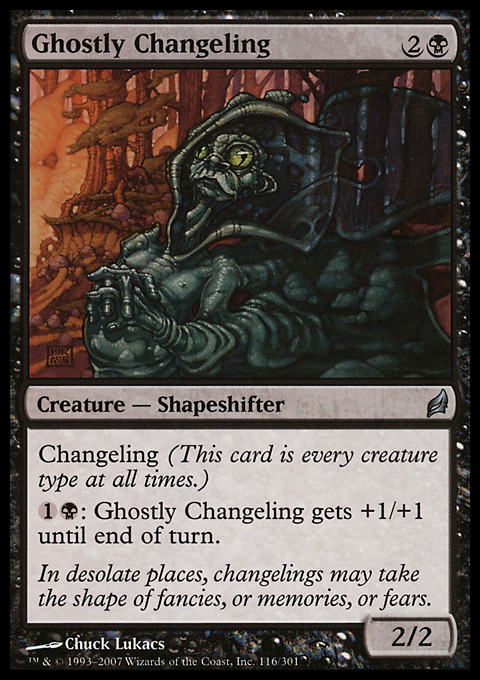 Ghostly Changeling 2
Creature — Shapeshifter
Changeling (This card is every creature
type at all times.)
1: Ghostly Changeling gets +1/+1
until end of turn.
In desolate places, changelings may take
the shape of fancies, or memories, or fears.
Chuck Lukacs
2/2
™ & © 1993–2007 Wizards of the Coast, Inc. 116/301